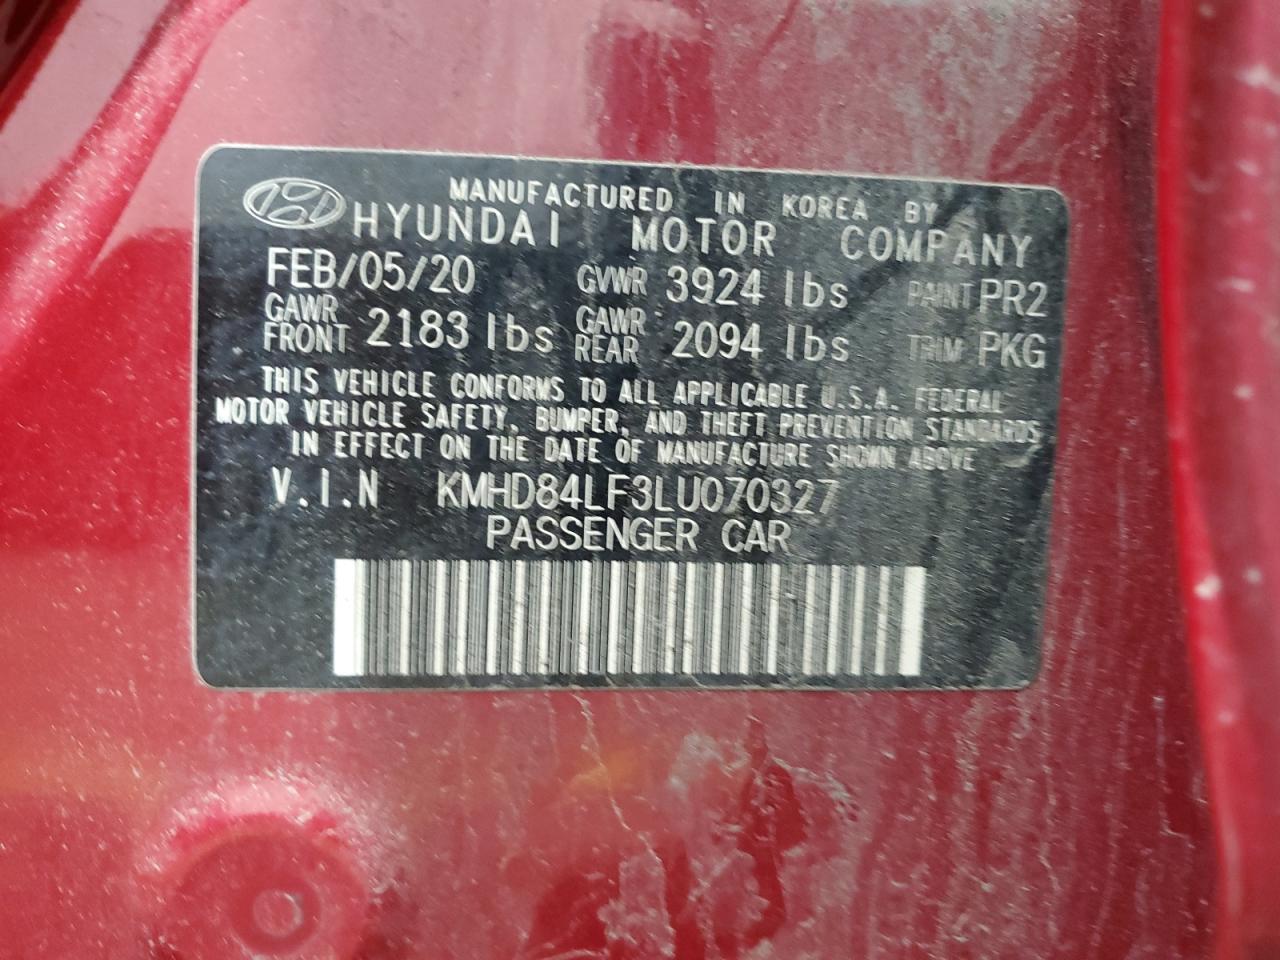 MANUFACTURED IN KOREA BY
HYUNDAI MOTOR COMPANY
FEB/05/20 GVWR 3924 lbs PAINT PR2
GAWR FRONT 2183 lbs GAWR REAR 2094 lbs TRIM PKG
THIS VEHICLE CONFORMS TO ALL APPLICABLE U.S.A. FEDERAL
MOTOR VEHICLE SAFETY, BUMPER, AND THEFT PREVENTION STANDARDS
IN EFFECT ON THE DATE OF MANUFACTURE SHOWN ABOVE
V.I.N KMHD84LF3LU070327
PASSENGER CAR